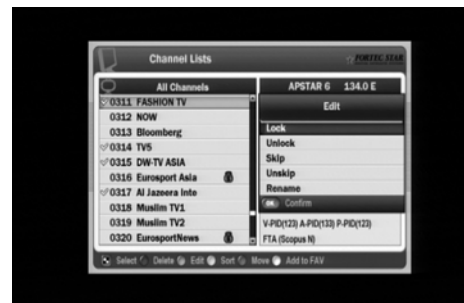 Channel Lists
FORTEC STAR
All Channels
APSTAR 6 134.0 E
0311 FASHION TV
0312 NOW
0313 Bloomberg
0314 TV5
0315 DW-TV ASIA
0316 Eurosport Asia
0317 Al Jazeera Inte
0318 Muslim TV1
0319 Muslim TV2
0320 EurosportNews
Edit
Lock
Unlock
Skip
Unskip
Rename
OK Confirm
V-PID(123) A-PID(133) P-PID(123)
FTA (Scopus N)
Select Delete Edit Sort Move Add to FAV